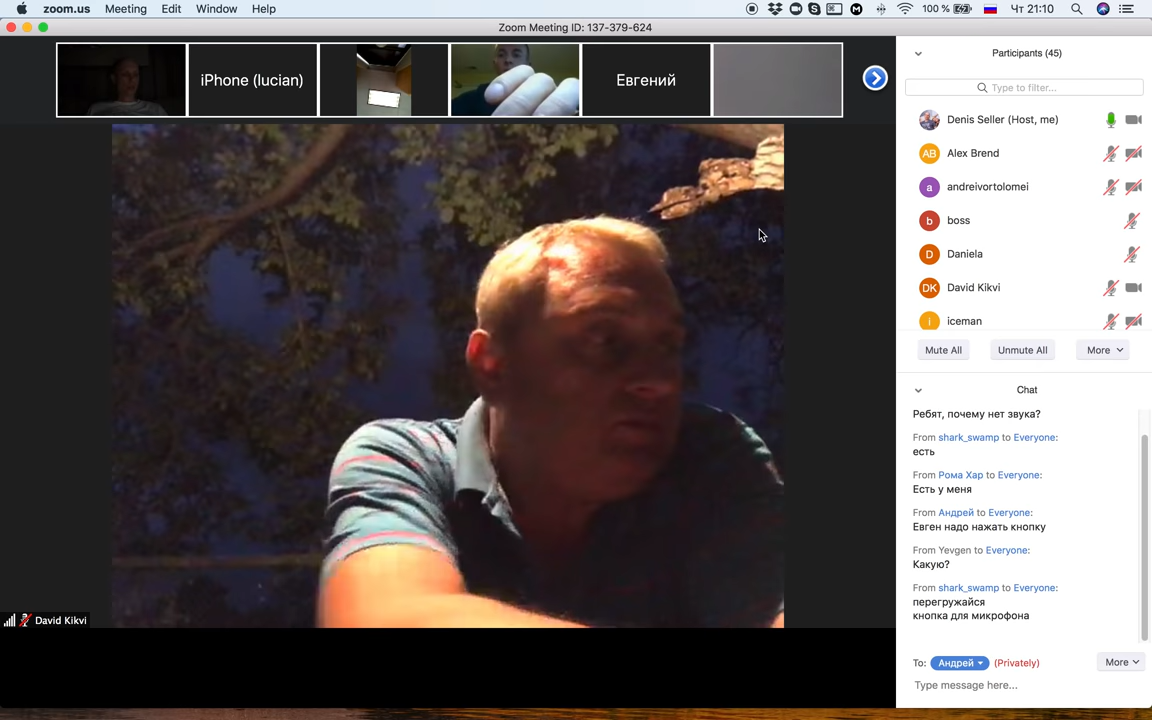 zoom.us Meeting Edit Window Help 100 % Чт 21:10
Zoom Meeting ID: 137-379-624
iPhone (lucian)
Евгений
Participants (45)
Type to filter...
Denis Seller (Host, me)
AB Alex Brend
a andreivortolomei
b boss
D Daniela
DK David Kikvi
i iceman
Mute All Unmute All More
Chat
Ребят, почему нет звука?
From shark_swamp to Everyone:
есть
From Рома Хар to Everyone:
Есть у меня
From Андрей to Everyone:
Евген надо нажать кнопку
From Yevgen to Everyone:
Какую?
From shark_swamp to Everyone:
перегружайся
кнопка для микрофона
David Kikvi
To: Андрей (Privately) More
Type message here...